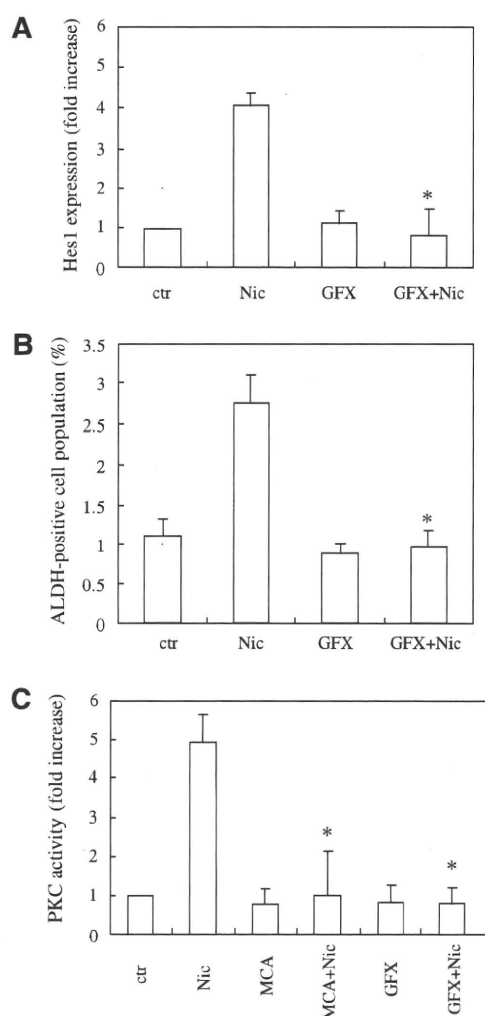 A
Hes1 expression (fold increase)
6
5
4
3
2
1
0
*
ctr Nic GFX GFX+Nic
B
ALDH-positive cell population (%)
3.5
3
2.5
2
1.5
1
0.5
0
*
ctr Nic GFX GFX+Nic
C
PKC activity (fold increase)
6
5
4
3
2
1
0
*
*
ctr
Nic
MCA
MCA+Nic
GFX
GFX+Nic